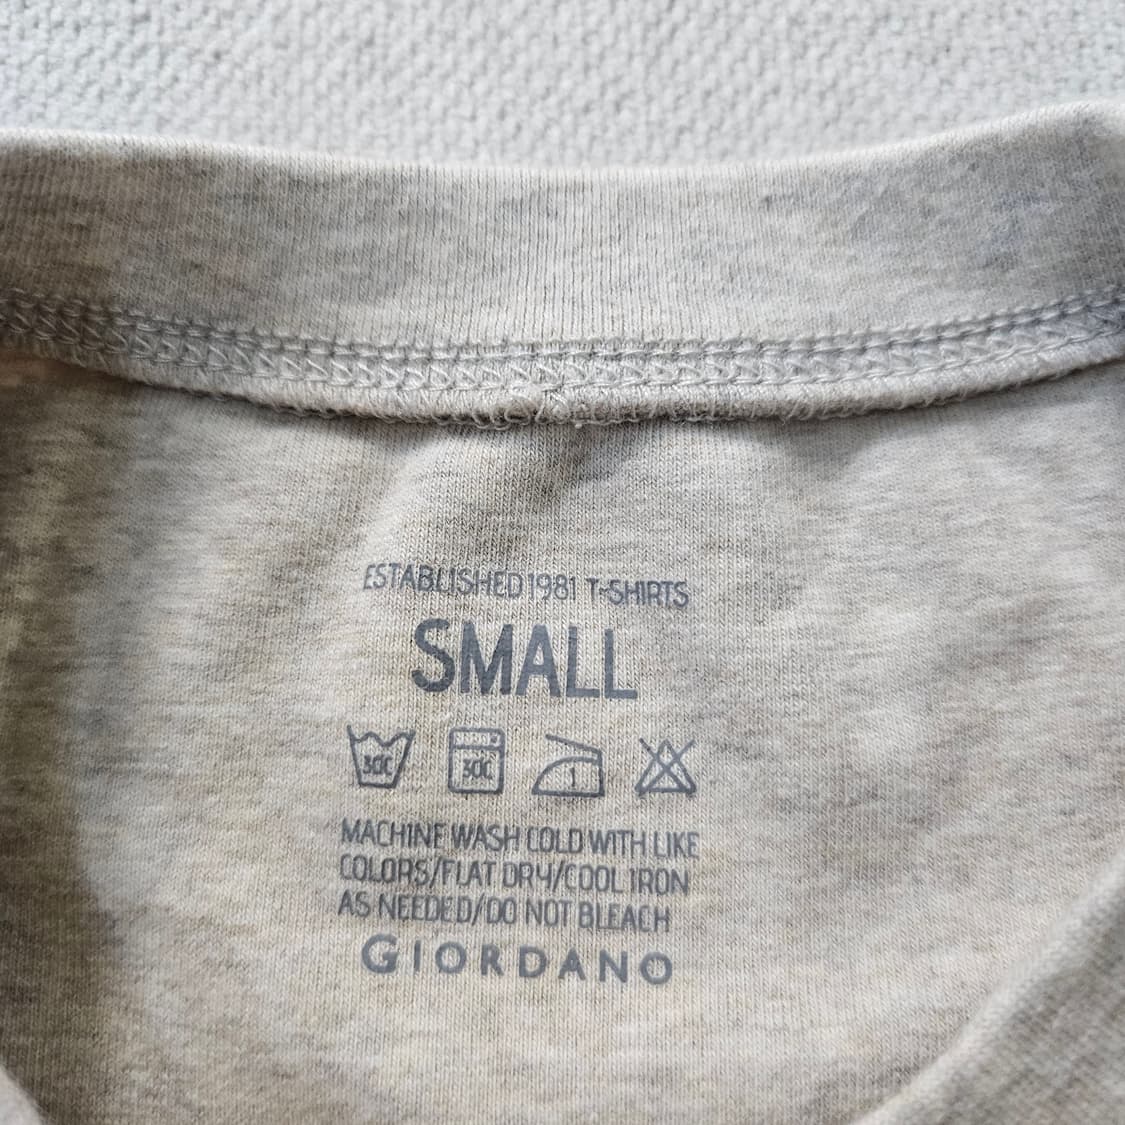 ESTABLISHED 1981 T-SHIRTS
SMALL
30C 30C 1
MACHINE WASH COLD WITH LIKE
COLORS/FLAT DRY/COOL IRON
AS NEEDED/DO NOT BLEACH
GIORDANO